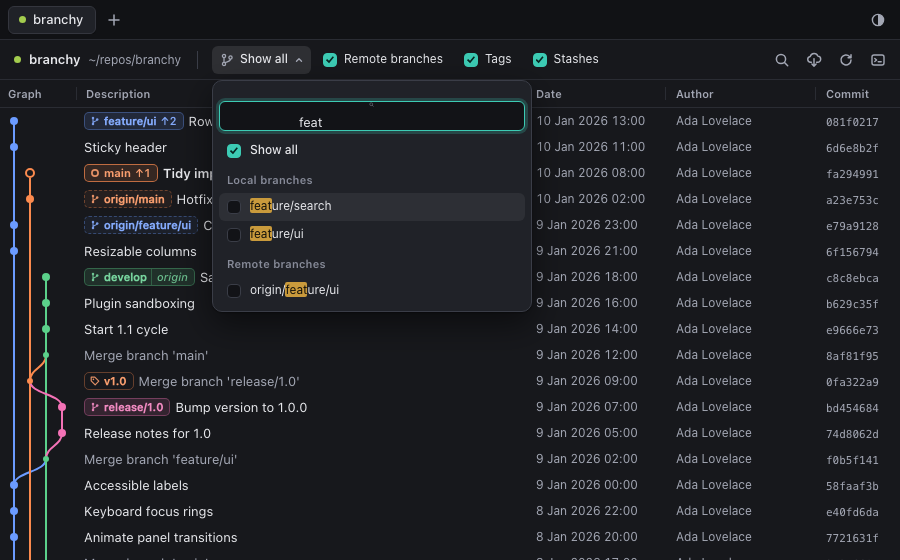 branchy
branchy ~/repos/branchy Show all Remote branches Tags Stashes
Graph Description Date Author Commit
feat
Show all
Local branches
feature/search
feature/ui
Remote branches
origin/feature/ui
feature/ui ↑2 Row 10 Jan 2026 13:00 Ada Lovelace 081f0217
Sticky header 10 Jan 2026 11:00 Ada Lovelace 6d6e8b2f
main ↑1 Tidy imp 10 Jan 2026 08:00 Ada Lovelace fa294991
origin/main Hotfix 10 Jan 2026 02:00 Ada Lovelace a23e753c
origin/feature/ui 9 Jan 2026 23:00 Ada Lovelace e79a9128
Resizable columns 9 Jan 2026 21:00 Ada Lovelace 6f156794
develop origin Sa 9 Jan 2026 18:00 Ada Lovelace c8c8ebca
Plugin sandboxing 9 Jan 2026 16:00 Ada Lovelace b629c35f
Start 1.1 cycle 9 Jan 2026 14:00 Ada Lovelace e9666e73
Merge branch 'main' 9 Jan 2026 12:00 Ada Lovelace 8af81f95
v1.0 Merge branch 'release/1.0' 9 Jan 2026 09:00 Ada Lovelace 0fa322a9
release/1.0 Bump version to 1.0.0 9 Jan 2026 07:00 Ada Lovelace bd454684
Release notes for 1.0 9 Jan 2026 05:00 Ada Lovelace 74d8062d
Merge branch 'feature/ui' 9 Jan 2026 02:00 Ada Lovelace f0b5f141
Accessible labels 9 Jan 2026 00:00 Ada Lovelace 58faaf3b
Keyboard focus rings 8 Jan 2026 22:00 Ada Lovelace e40fd6da
Animate panel transitions 8 Jan 2026 20:00 Ada Lovelace 7721631f